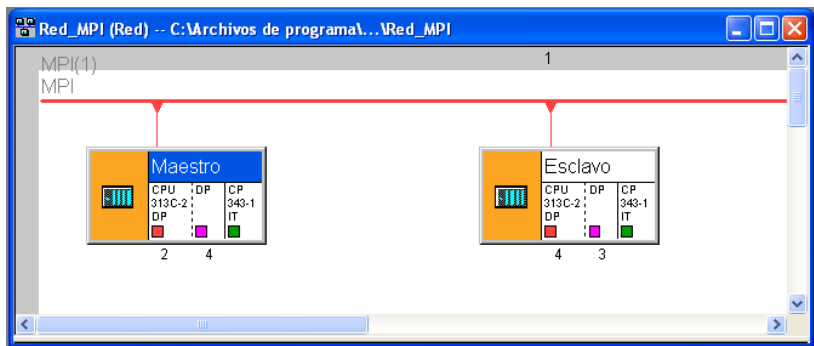 Red_MPI (Red) -- C:\Archivos de programa\...\Red_MPI
1
MPI(1)
MPI
Maestro
CPU 313C-2 DP
DP
CP 343-1 IT
2 4
Esclavo
CPU 313C-2 DP
DP
CP 343-1 IT
4 3